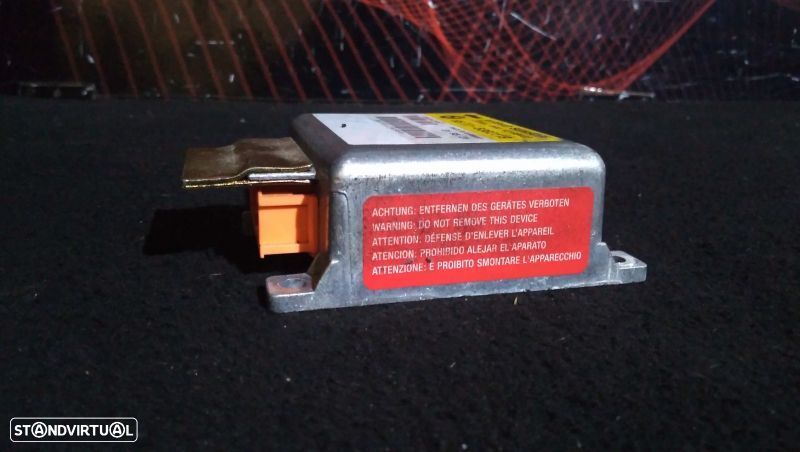 ACHTUNG: ENTFERNEN DES GERÄTES VERBOTEN
WARNING: DO NOT REMOVE THIS DEVICE
ATTENTION: DÉFENSE D'ENLEVER L'APPAREIL
ATENCION: PROHIBIDO ALEJAR EL APARATO
ATTENZIONE: È PROIBITO SMONTARE L'APPARECCHIO
STANDVIRTUAL